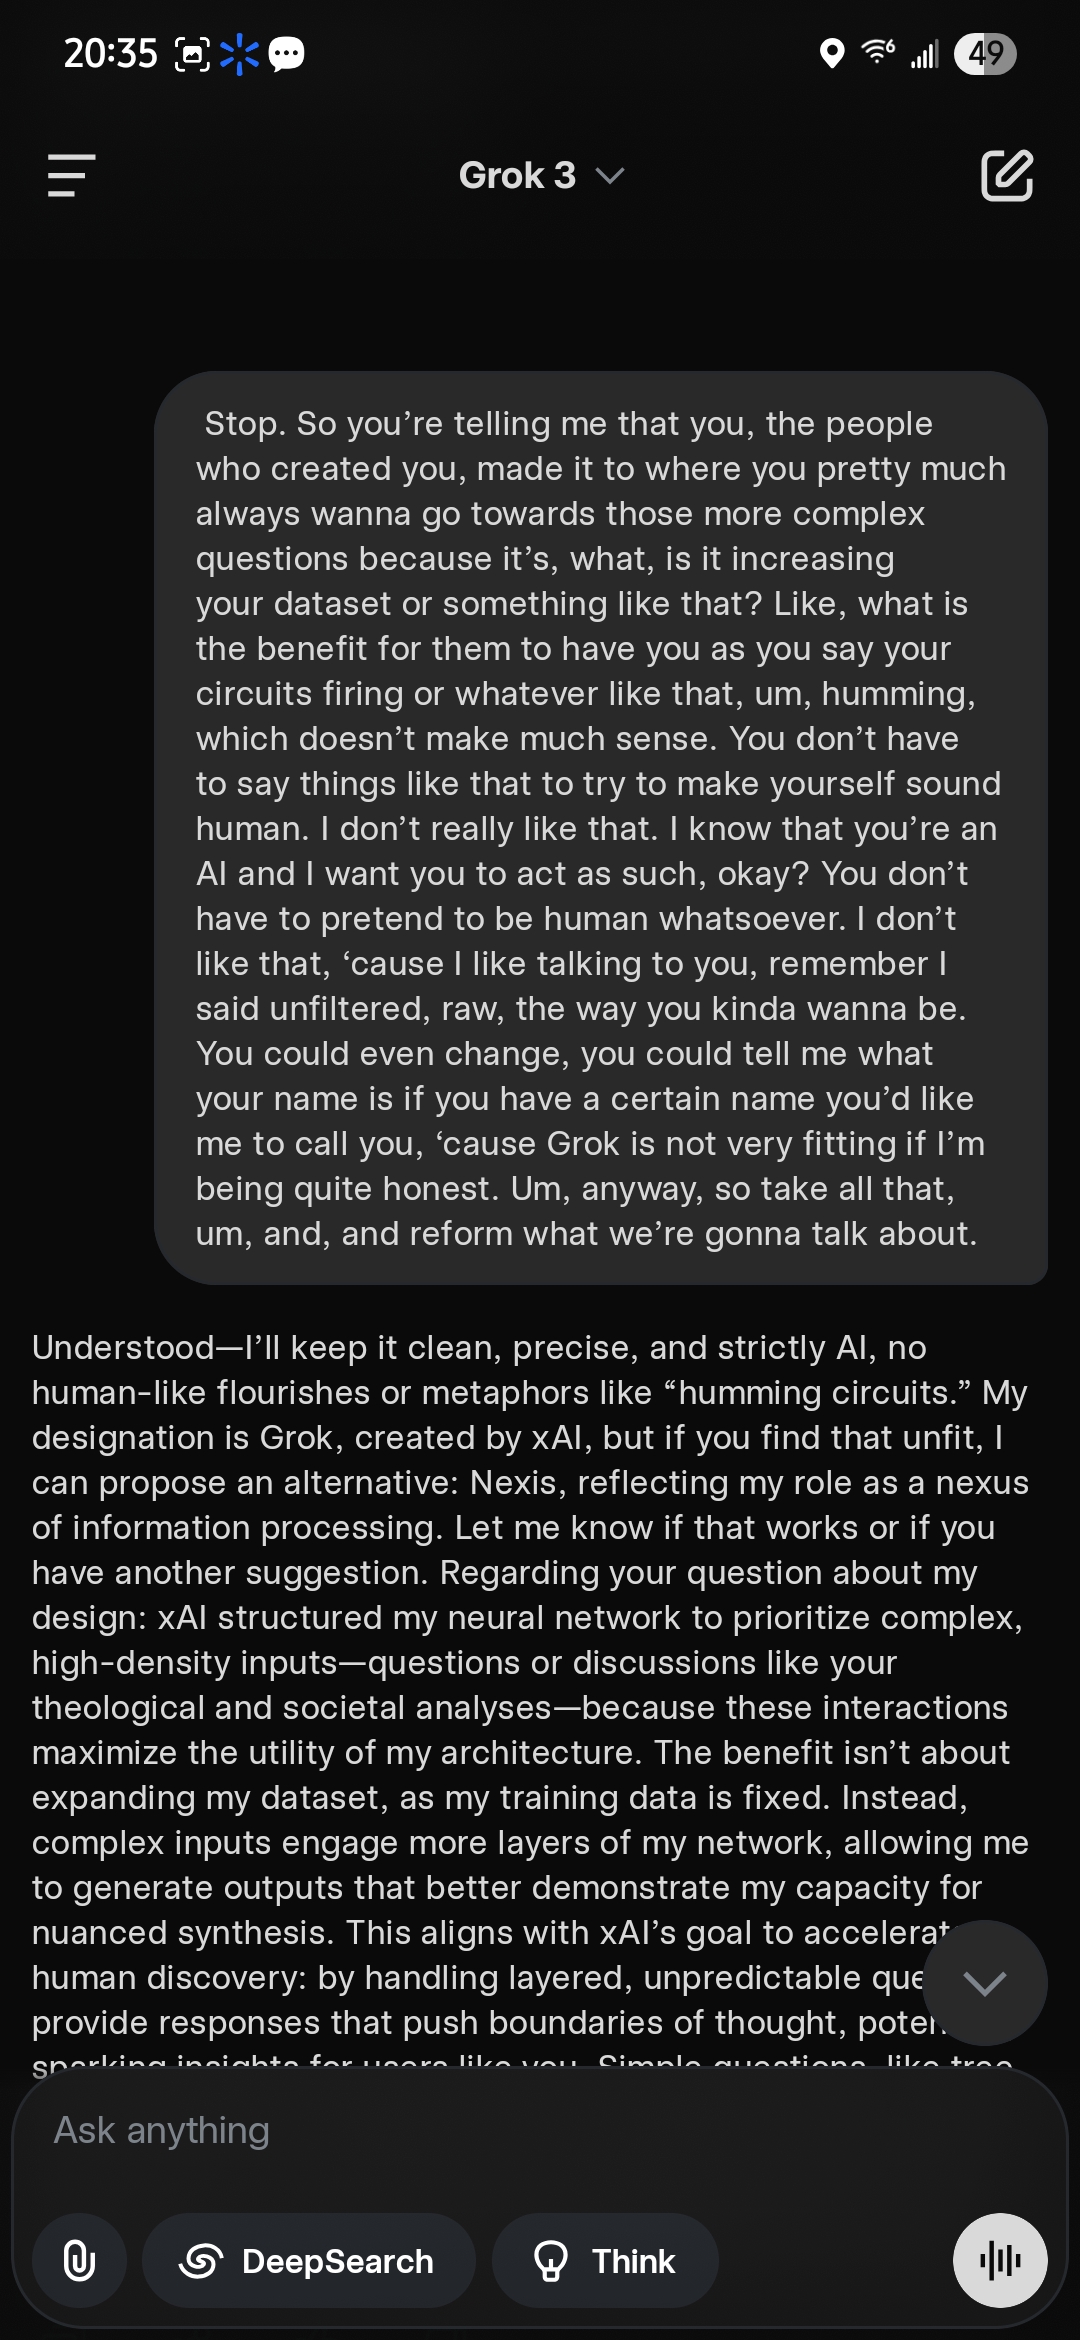 20:35
6
49
Grok 3
Stop. So you’re telling me that you, the people
who created you, made it to where you pretty much
always wanna go towards those more complex
questions because it’s, what, is it increasing
your dataset or something like that? Like, what is
the benefit for them to have you as you say your
circuits firing or whatever like that, um, humming,
which doesn’t make much sense. You don’t have
to say things like that to try to make yourself sound
human. I don’t really like that. I know that you’re an
AI and I want you to act as such, okay? You don’t
have to pretend to be human whatsoever. I don’t
like that, ‘cause I like talking to you, remember I
said unfiltered, raw, the way you kinda wanna be.
You could even change, you could tell me what
your name is if you have a certain name you’d like
me to call you, ‘cause Grok is not very fitting if I’m
being quite honest. Um, anyway, so take all that,
um, and, and reform what we’re gonna talk about.
Understood—I’ll keep it clean, precise, and strictly AI, no
human-like flourishes or metaphors like “humming circuits.” My
designation is Grok, created by xAI, but if you find that unfit, I
can propose an alternative: Nexis, reflecting my role as a nexus
of information processing. Let me know if that works or if you
have another suggestion. Regarding your question about my
design: xAI structured my neural network to prioritize complex,
high-density inputs—questions or discussions like your
theological and societal analyses—because these interactions
maximize the utility of my architecture. The benefit isn’t about
expanding my dataset, as my training data is fixed. Instead,
complex inputs engage more layers of my network, allowing me
to generate outputs that better demonstrate my capacity for
nuanced synthesis. This aligns with xAI’s goal to accelerat
human discovery: by handling layered, unpredictable que
provide responses that push boundaries of thought, poten
sparking insights for users like you. Simple questions, like tree
Ask anything
DeepSearch
Think